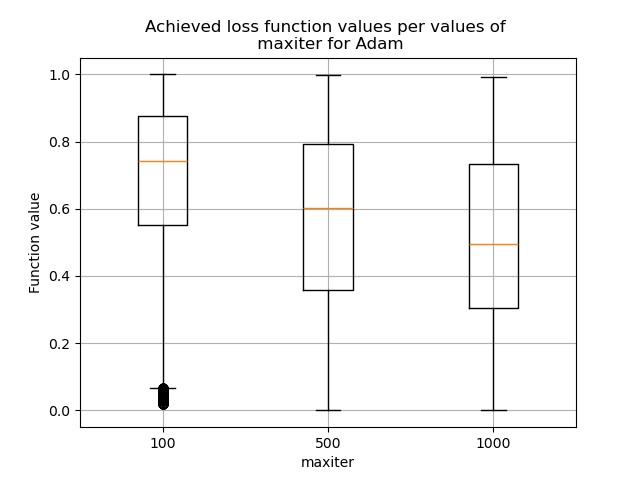 Achieved loss function values per values of
maxiter for Adam
1.0
0.8
0.6
0.4
0.2
0.0
Function value
100 500 1000
maxiter